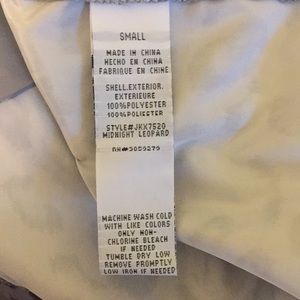 SMALL
MADE IN CHINA
HECHO EN CHINA
FABRIQUE EN CHINE
SHELL.EXTERIOR.
EXTERIEURE
100%POLYESTER
100%POLIESTER
STYLE#JKX7520
MIDNIGHT LEOPARD
RN#3059279
MACHINE WASH COLD
WITH LIKE COLORS
ONLY NON-
CHLORINE BLEACH
IF NEEDED
TUMBLE DRY LOW
REMOVE PROMPTLY
LOW IRON IF NEEDED